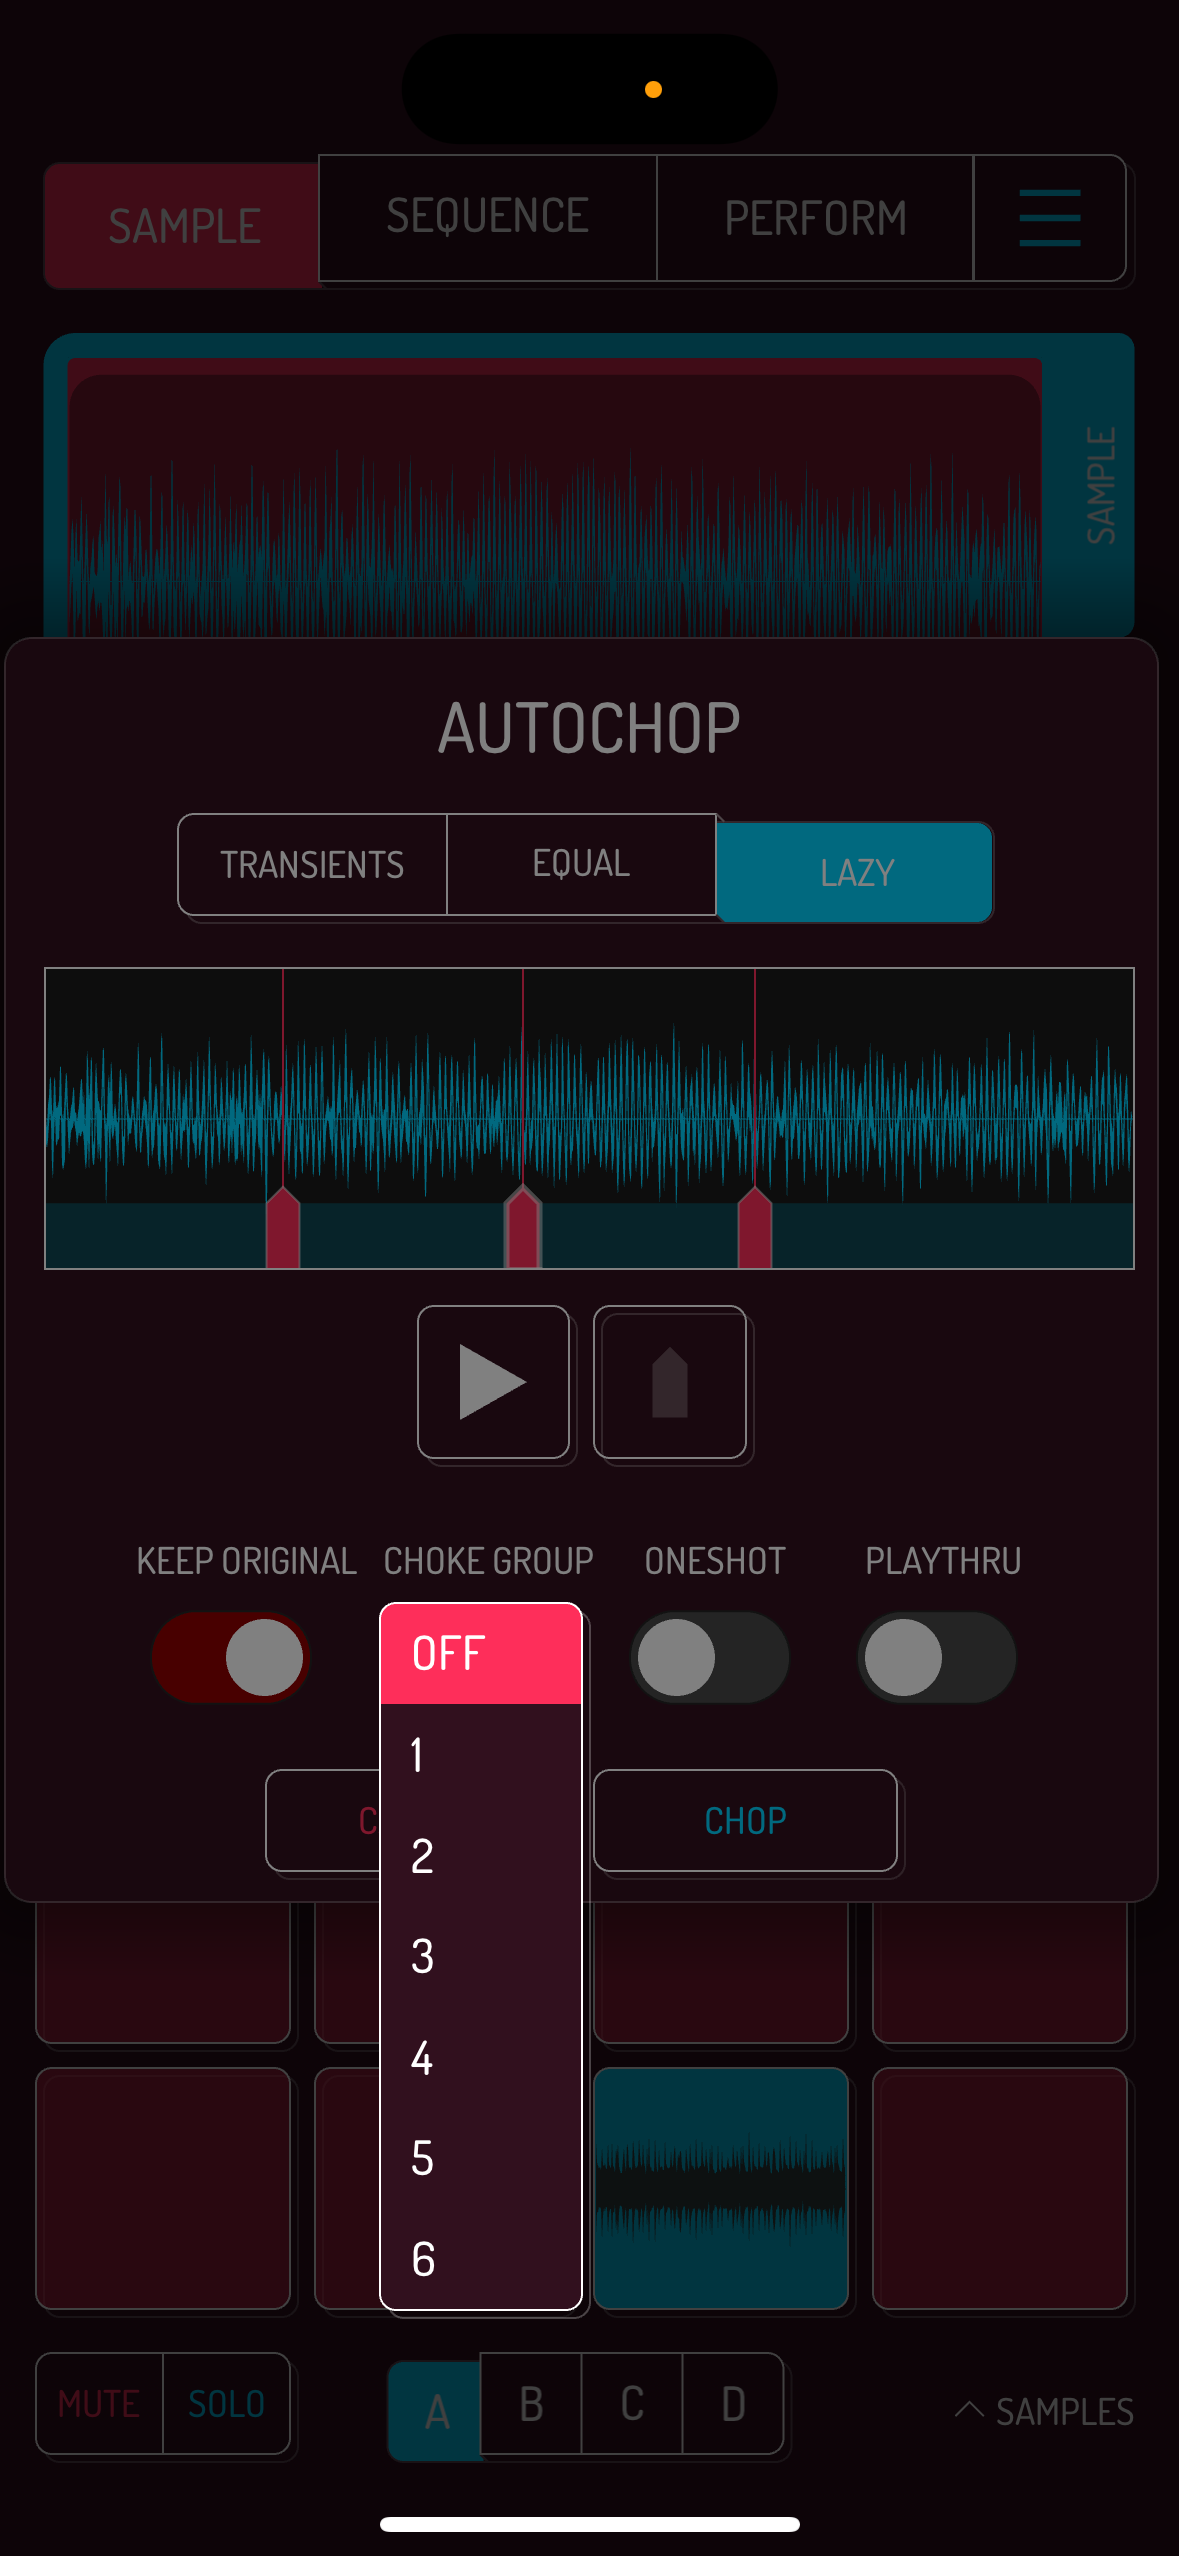 SAMPLE
SEQUENCE
PERFORM
SAMPLE
AUTOCHOP
TRANSIENTS
EQUAL
LAZY
KEEP ORIGINAL
CHOKE GROUP
ONESHOT
PLAYTHRU
OFF
1
2
3
4
5
6
C
CHOP
MUTE
SOLO
A
B
C
D
SAMPLES